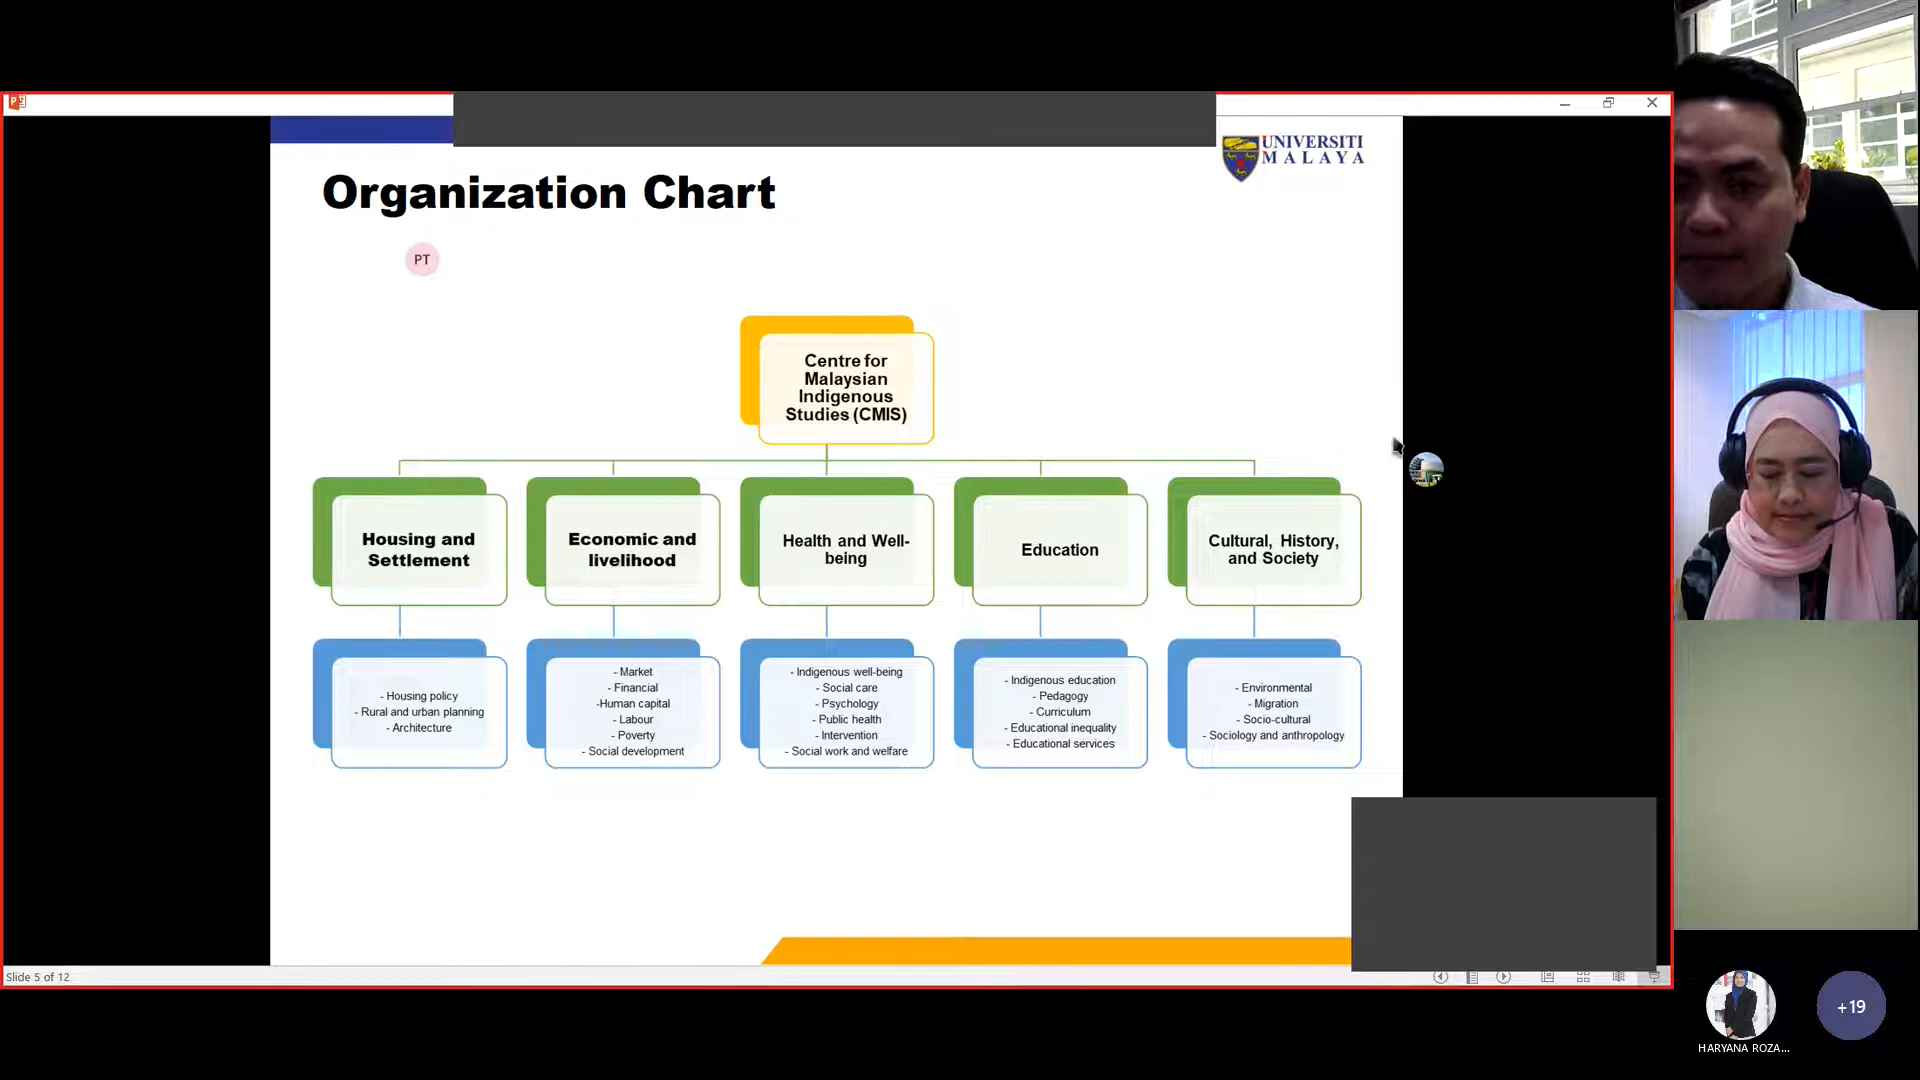 UNIVERSITI
MALAYA
Organization Chart
PT
Centre for
Malaysian
Indigenous
Studies (CMIS)
Housing and
Settlement
Economic and
livelihood
Health and Well-
being
Education
Cultural, History,
and Society
- Housing policy
- Rural and urban planning
- Architecture
- Market
- Financial
-Human capital
- Labour
- Poverty
- Social development
- Indigenous well-being
- Social care
- Psychology
- Public health
- Intervention
- Social work and welfare
- Indigenous education
- Pedagogy
- Curriculum
- Educational inequality
- Educational services
- Environmental
- Migration
- Socio-cultural
- Sociology and anthropology
Slide 5 of 12
+19
HARYANA ROZA...